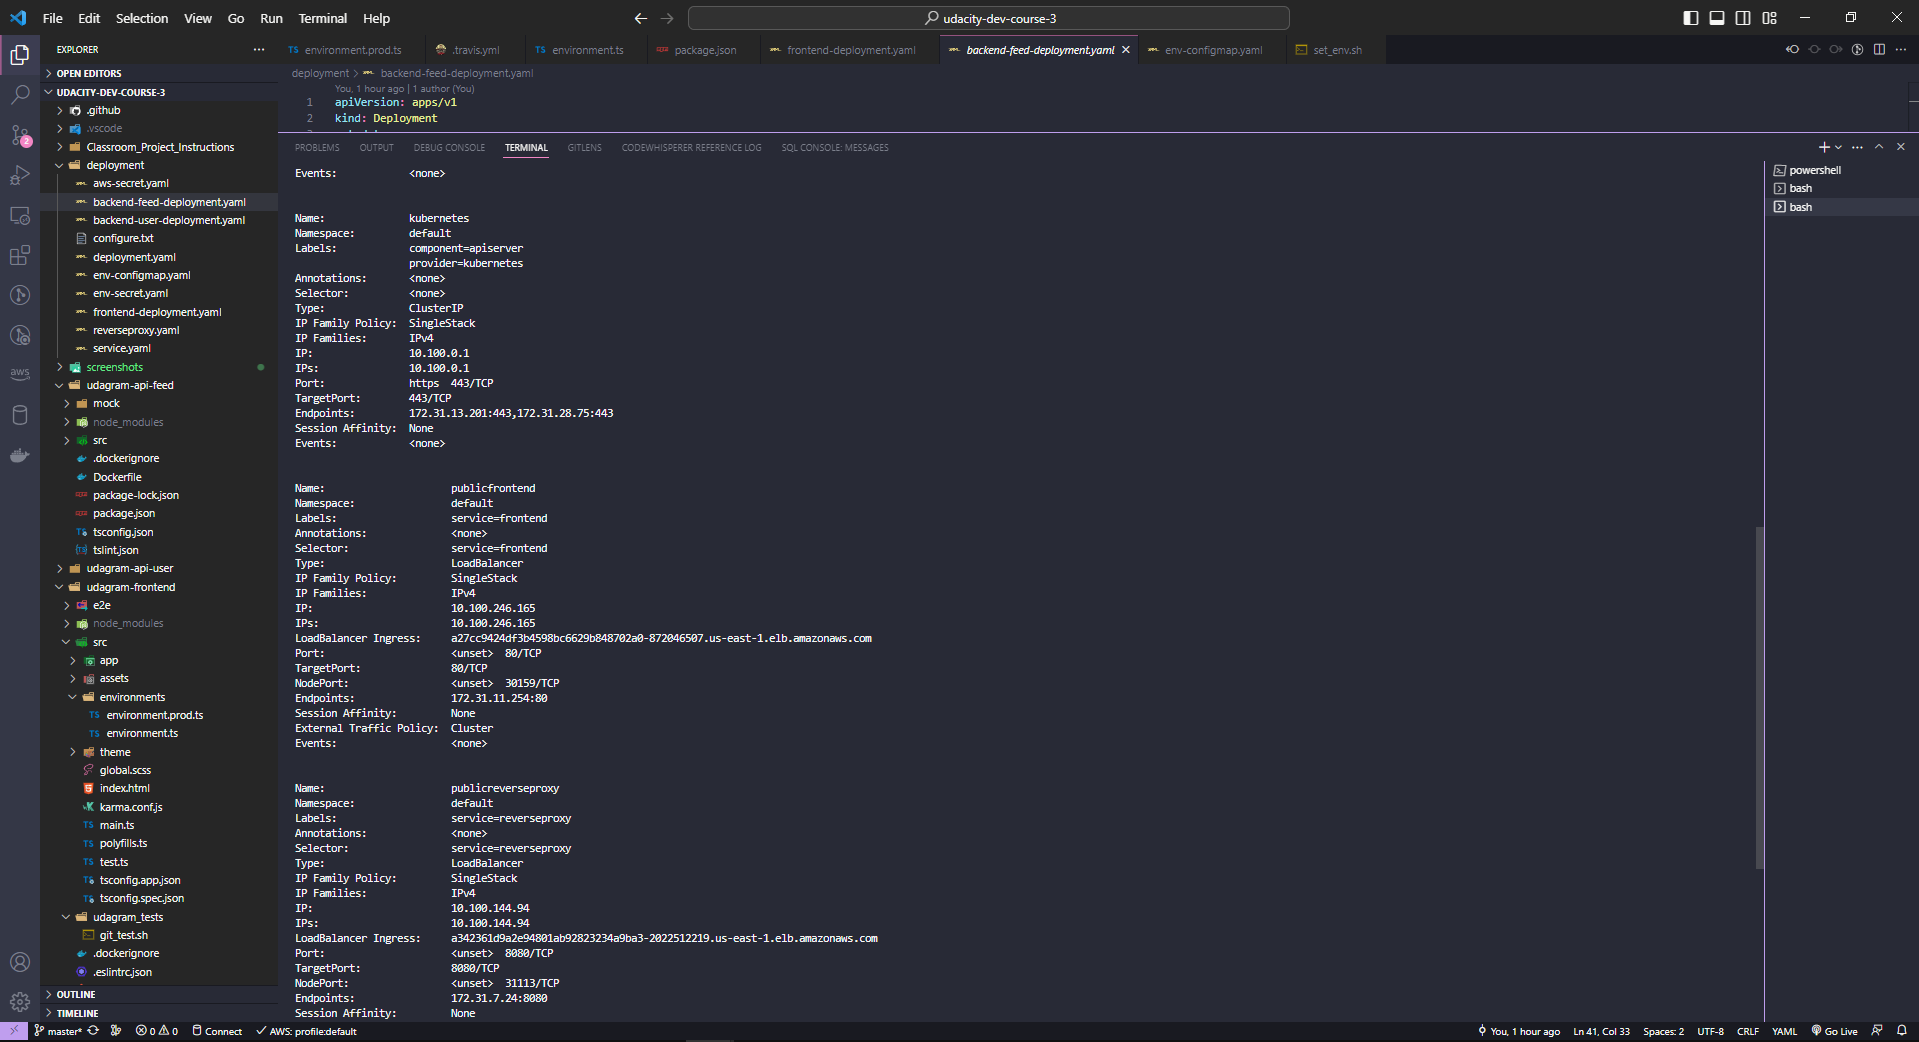 File Edit Selection View Go Run Terminal Help
udacity-dev-course-3
EXPLORER
environment.prod.ts
.travis.yml
environment.ts
package.json
frontend-deployment.yaml
backend-feed-deployment.yaml
env-configmap.yaml
set_env.sh
OPEN EDITORS
UDACITY-DEV-COURSE-3
.github
.vscode
Classroom_Project_Instructions
deployment
aws-secret.yaml
backend-feed-deployment.yaml
backend-user-deployment.yaml
configure.txt
deployment.yaml
env-configmap.yaml
env-secret.yaml
frontend-deployment.yaml
reverseproxy.yaml
service.yaml
screenshots
udagram-api-feed
mock
node_modules
src
.dockerignore
Dockerfile
package-lock.json
package.json
tsconfig.json
tslint.json
udagram-api-user
udagram-frontend
e2e
node_modules
src
app
assets
environments
environment.prod.ts
environment.ts
theme
global.scss
index.html
karma.conf.js
main.ts
polyfills.ts
test.ts
tsconfig.app.json
tsconfig.spec.json
udagram_tests
git_test.sh
.dockerignore
.eslintrc.json
OUTLINE
TIMELINE
2
aws
deployment > backend-feed-deployment.yaml
You, 1 hour ago | 1 author (You)
1 apiVersion: apps/v1
2 kind: Deployment
PROBLEMS OUTPUT DEBUG CONSOLE TERMINAL GITLENS CODEWHISPERER REFERENCE LOG SQL CONSOLE: MESSAGES
Events: <none>
Name: kubernetes
Namespace: default
Labels: component=apiserver
provider=kubernetes
Annotations: <none>
Selector: <none>
Type: ClusterIP
IP Family Policy: SingleStack
IP Families: IPv4
IP: 10.100.0.1
IPs: 10.100.0.1
Port: https 443/TCP
TargetPort: 443/TCP
Endpoints: 172.31.13.201:443,172.31.28.75:443
Session Affinity: None
Events: <none>
Name: publicfrontend
Namespace: default
Labels: service=frontend
Annotations: <none>
Selector: service=frontend
Type: LoadBalancer
IP Family Policy: SingleStack
IP Families: IPv4
IP: 10.100.246.165
IPs: 10.100.246.165
LoadBalancer Ingress: a27cc9424df3b4598bc6629b848702a0-872046507.us-east-1.elb.amazonaws.com
Port: <unset> 80/TCP
TargetPort: 80/TCP
NodePort: <unset> 30159/TCP
Endpoints: 172.31.11.254:80
Session Affinity: None
External Traffic Policy: Cluster
Events: <none>
Name: publicreverseproxy
Namespace: default
Labels: service=reverseproxy
Annotations: <none>
Selector: service=reverseproxy
Type: LoadBalancer
IP Family Policy: SingleStack
IP Families: IPv4
IP: 10.100.144.94
IPs: 10.100.144.94
LoadBalancer Ingress: a342361d9a2e94801ab92823234a9ba3-2022512219.us-east-1.elb.amazonaws.com
Port: <unset> 8080/TCP
TargetPort: 8080/TCP
NodePort: <unset> 31113/TCP
Endpoints: 172.31.7.24:8080
Session Affinity: None
powershell
bash
bash
master* 0 0 Connect AWS: profile:default
You, 1 hour ago Ln 41, Col 33 Spaces: 2 UTF-8 CRLF YAML Go Live